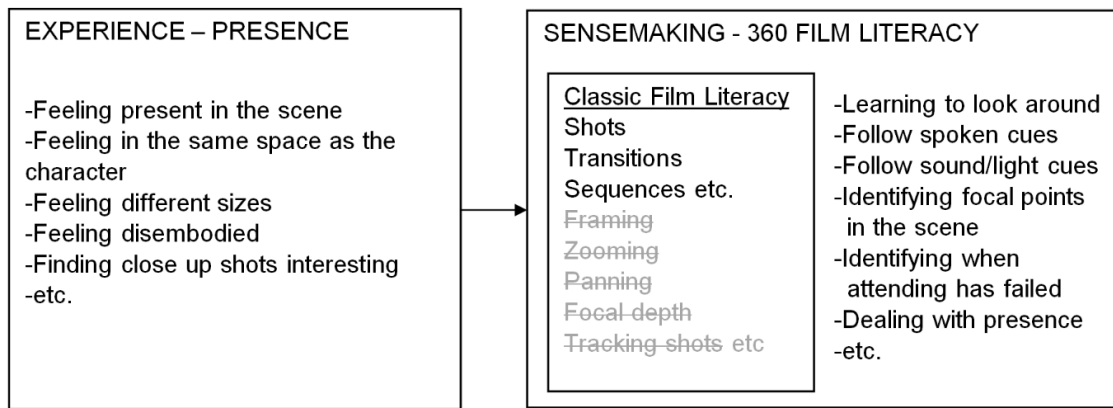 EXPERIENCE – PRESENCE
-Feeling present in the scene
-Feeling in the same space as the
character
-Feeling different sizes
-Feeling disembodied
-Finding close up shots interesting
-etc.
SENSEMAKING - 360 FILM LITERACY
Classic Film Literacy
Shots
Transitions
Sequences etc.
Framing
Zooming
Panning
Focal depth
Tracking shots etc
-Learning to look around
-Follow spoken cues
-Follow sound/light cues
-Identifying focal points
in the scene
-Identifying when
attending has failed
-Dealing with presence
-etc.